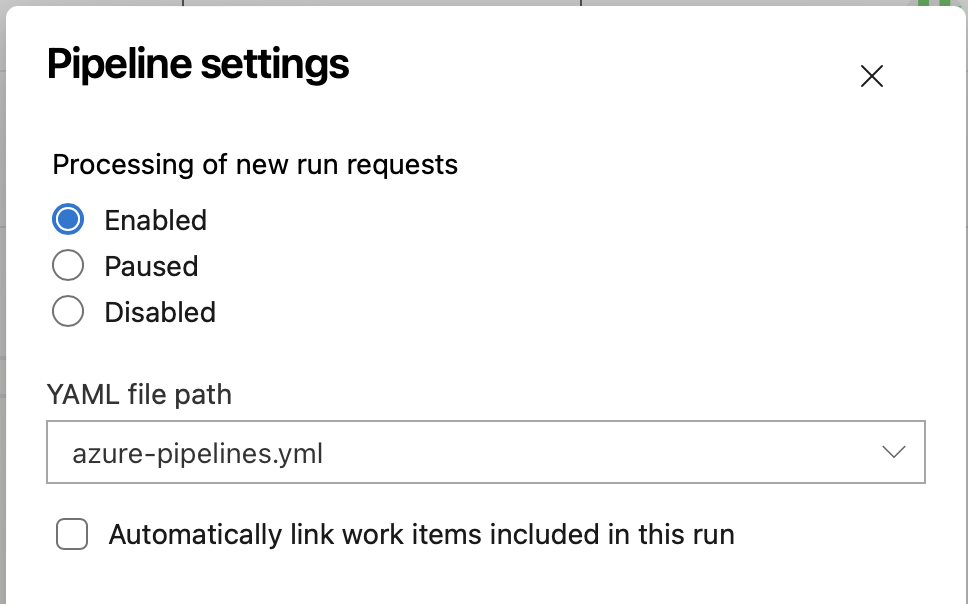 Pipeline settings
Processing of new run requests
Enabled
Paused
Disabled
YAML file path
azure-pipelines.yml
Automatically link work items included in this run